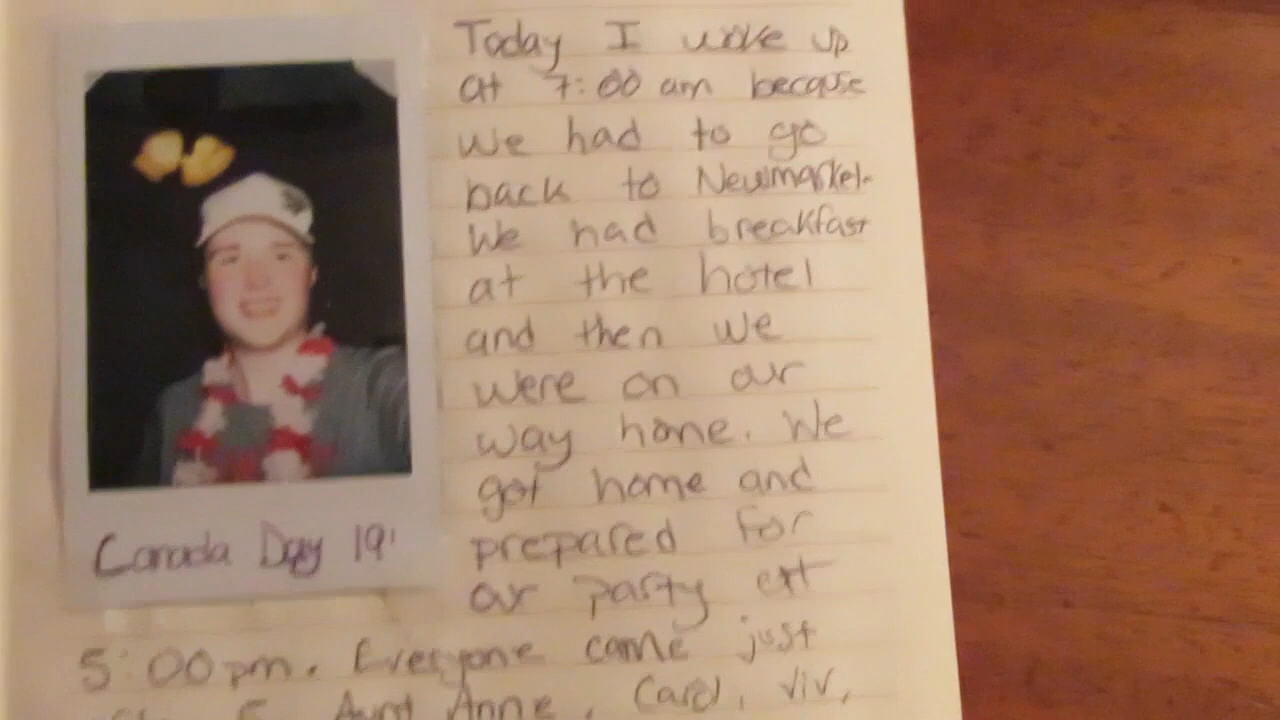 Today I woke up
at 7:00 am because
We had to go
back to Newmarket.
We had breakfast
at the hotel
and then we
were on our
way home. We
got home and
prepared for
our party at
5:00pm. Everyone came just
5. Aunt Anne, Carol, Viv,
Canada Day 19'